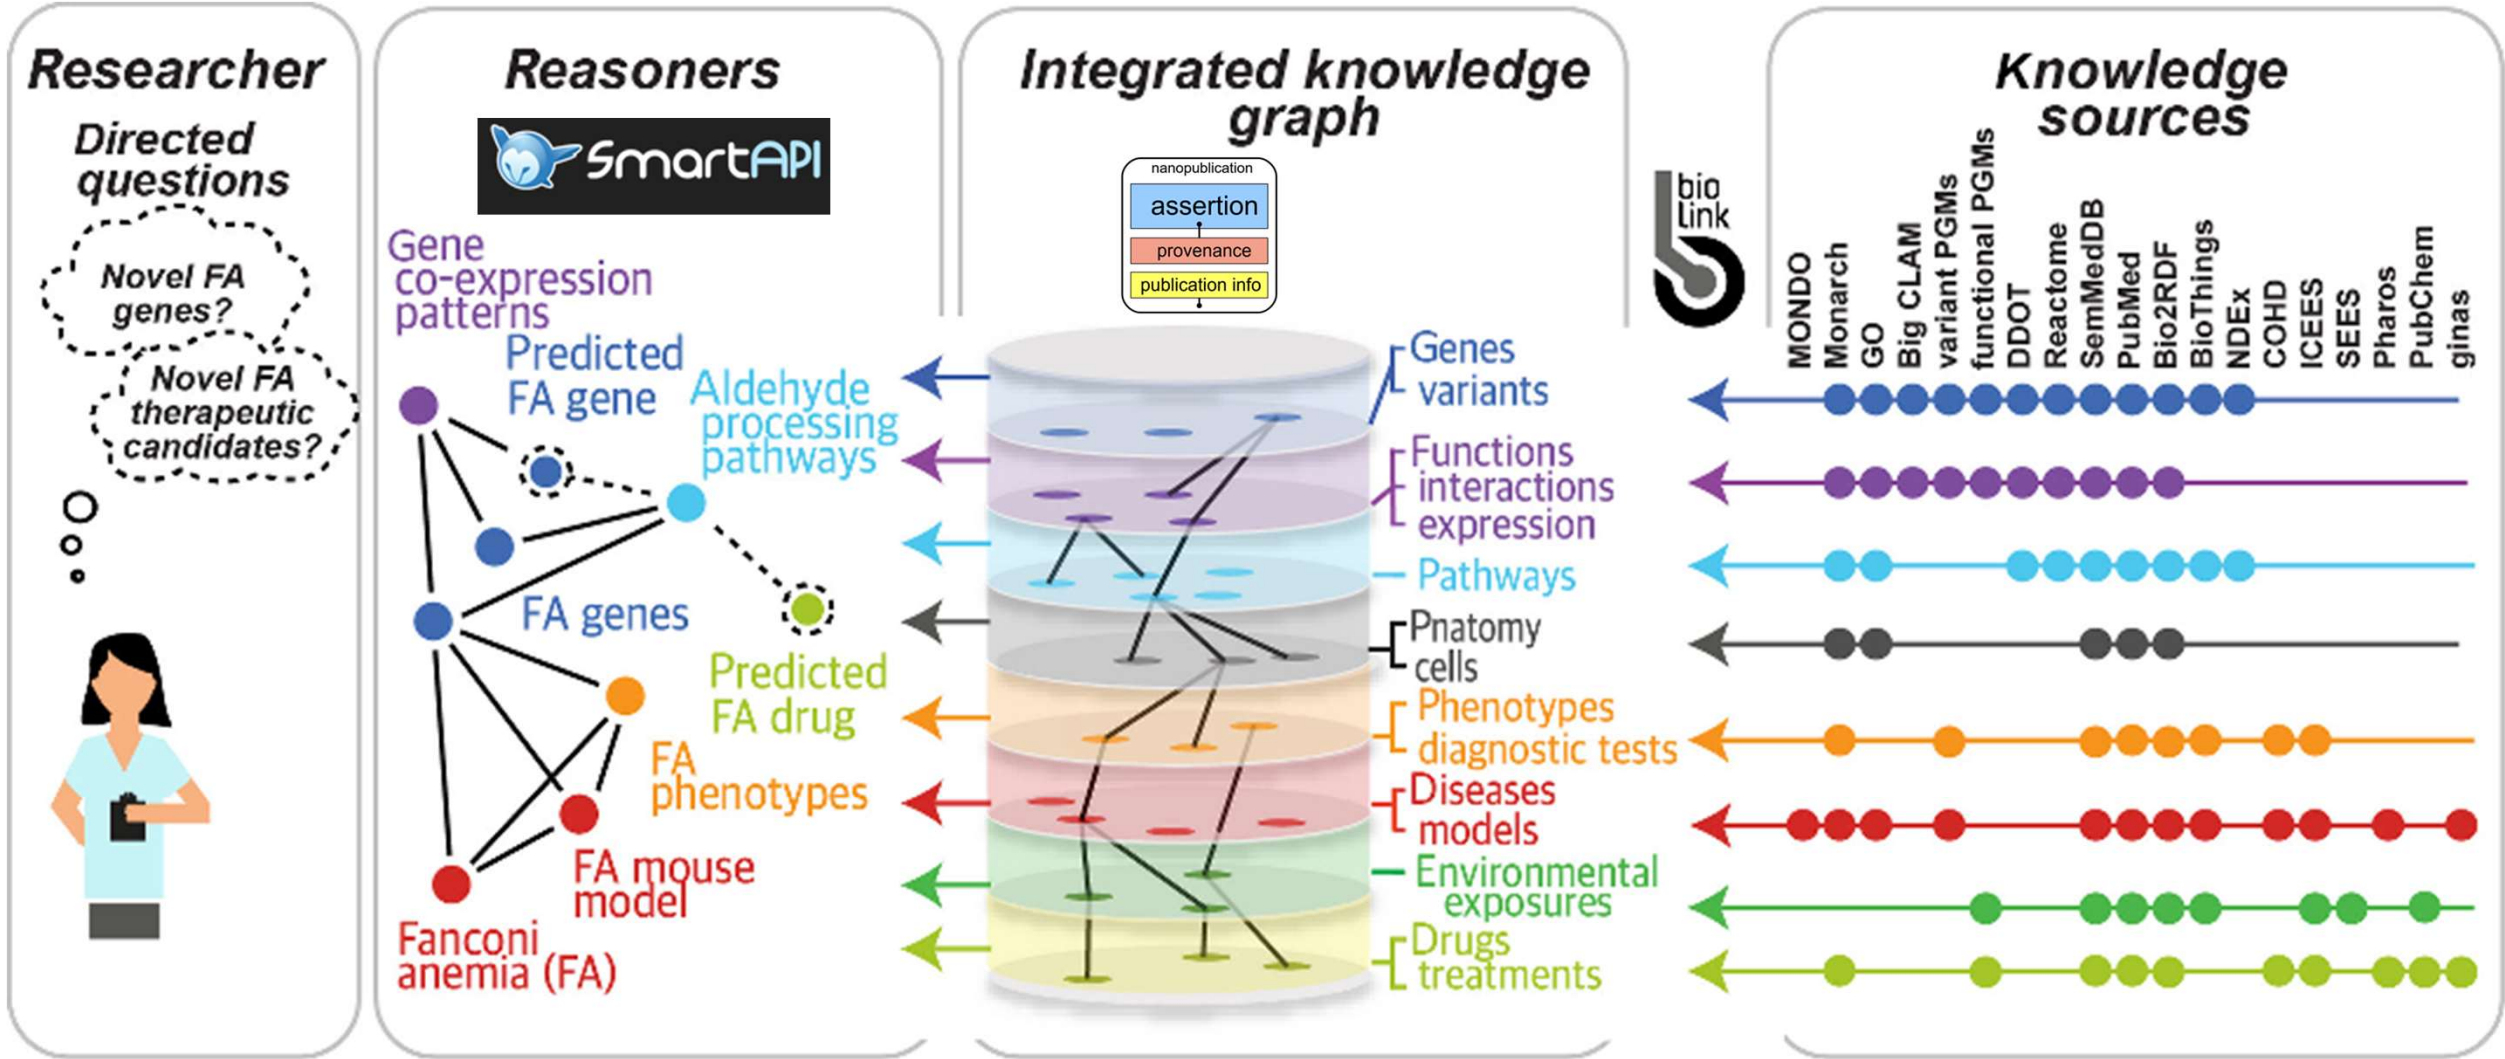 Researcher
Directed
questions
Novel FA
genes?
Novel FA
therapeutic
candidates?
Reasoners
SmartAPI
Gene
co-expression
patterns
Predicted
FA gene
Aldehyde
processing
pathways
FA genes
Predicted
FA drug
FA
phenotypes
FA mouse
model
Fanconi
anemia (FA)
Integrated knowledge
graph
nanopublication
assertion
provenance
publication info
Genes
variants
Functions
interactions
expression
Pathways
Pnatomy
cells
Phenotypes
diagnostic tests
Diseases
models
Environmental
exposures
Drugs
treatments
bio
link
Knowledge
sources
MONDO
Monarch
GO
Big CLAM
variant PGMs
functional PGMs
DDOT
Reactome
SemMedDB
PubMed
Bio2RDF
BioThings
NDEx
COHD
ICEES
SEES
Pharos
PubChem
ginas